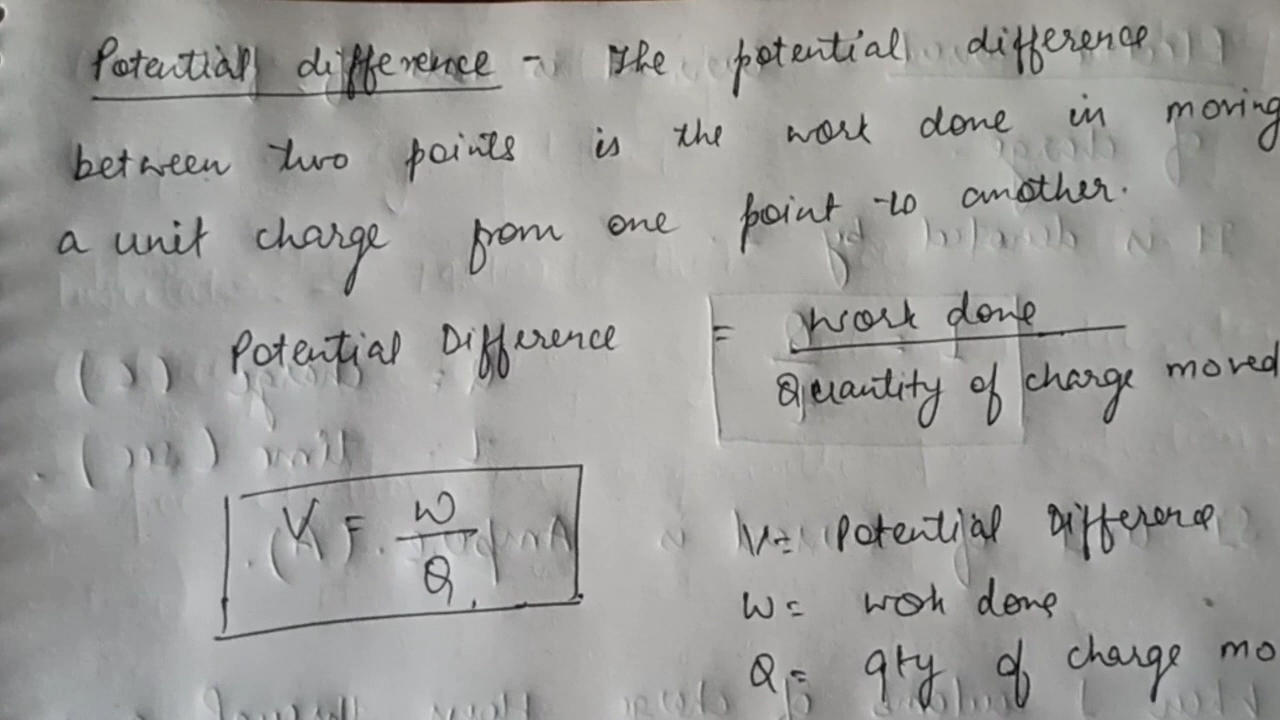 Potential difference - The potential difference
between two points is the work done in moving
a unit charge from one point to another.
Potential Difference = work done
Quantity of charge moved
V = W
Q
V = Potential Difference
W = work done
Q = qty of charge mo